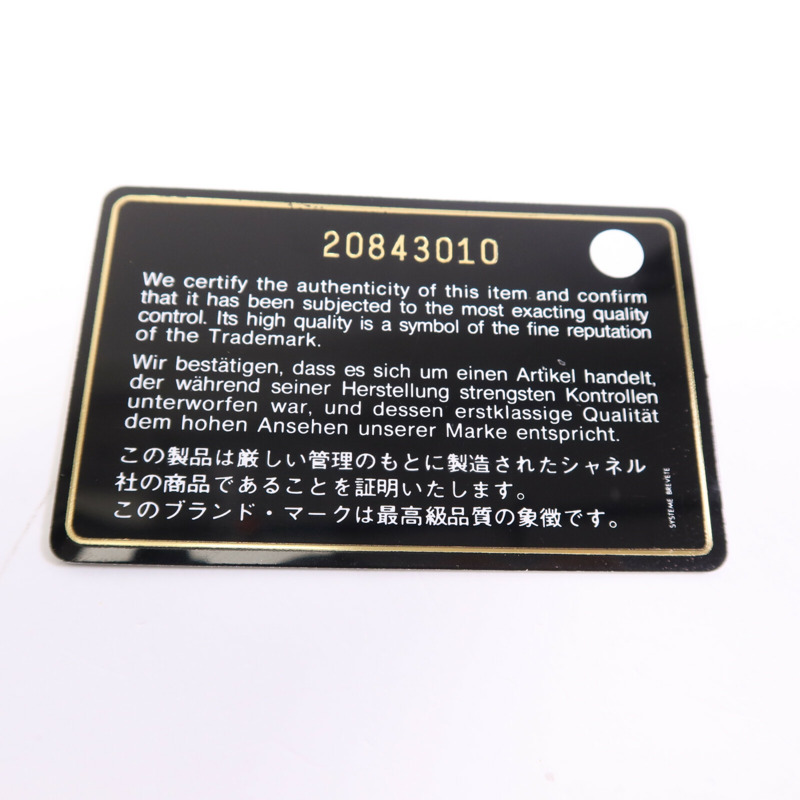 20843010
We certify the authenticity of this item and confirm
that it has been subjected to the most exacting quality
control. Its high quality is a symbol of the fine reputation
of the Trademark.
Wir bestätigen, dass es sich um einen Artikel handelt,
der während seiner Herstellung strengsten Kontrollen
unterworfen war, und dessen erstklassige Qualität
dem hohen Ansehen unserer Marke entspricht.
この製品は厳しい管理のもとに製造されたシャネル
社の商品であることを証明いたします。
このブランド・マークは最高級品質の象徴です。
SYSTEME BREVETE